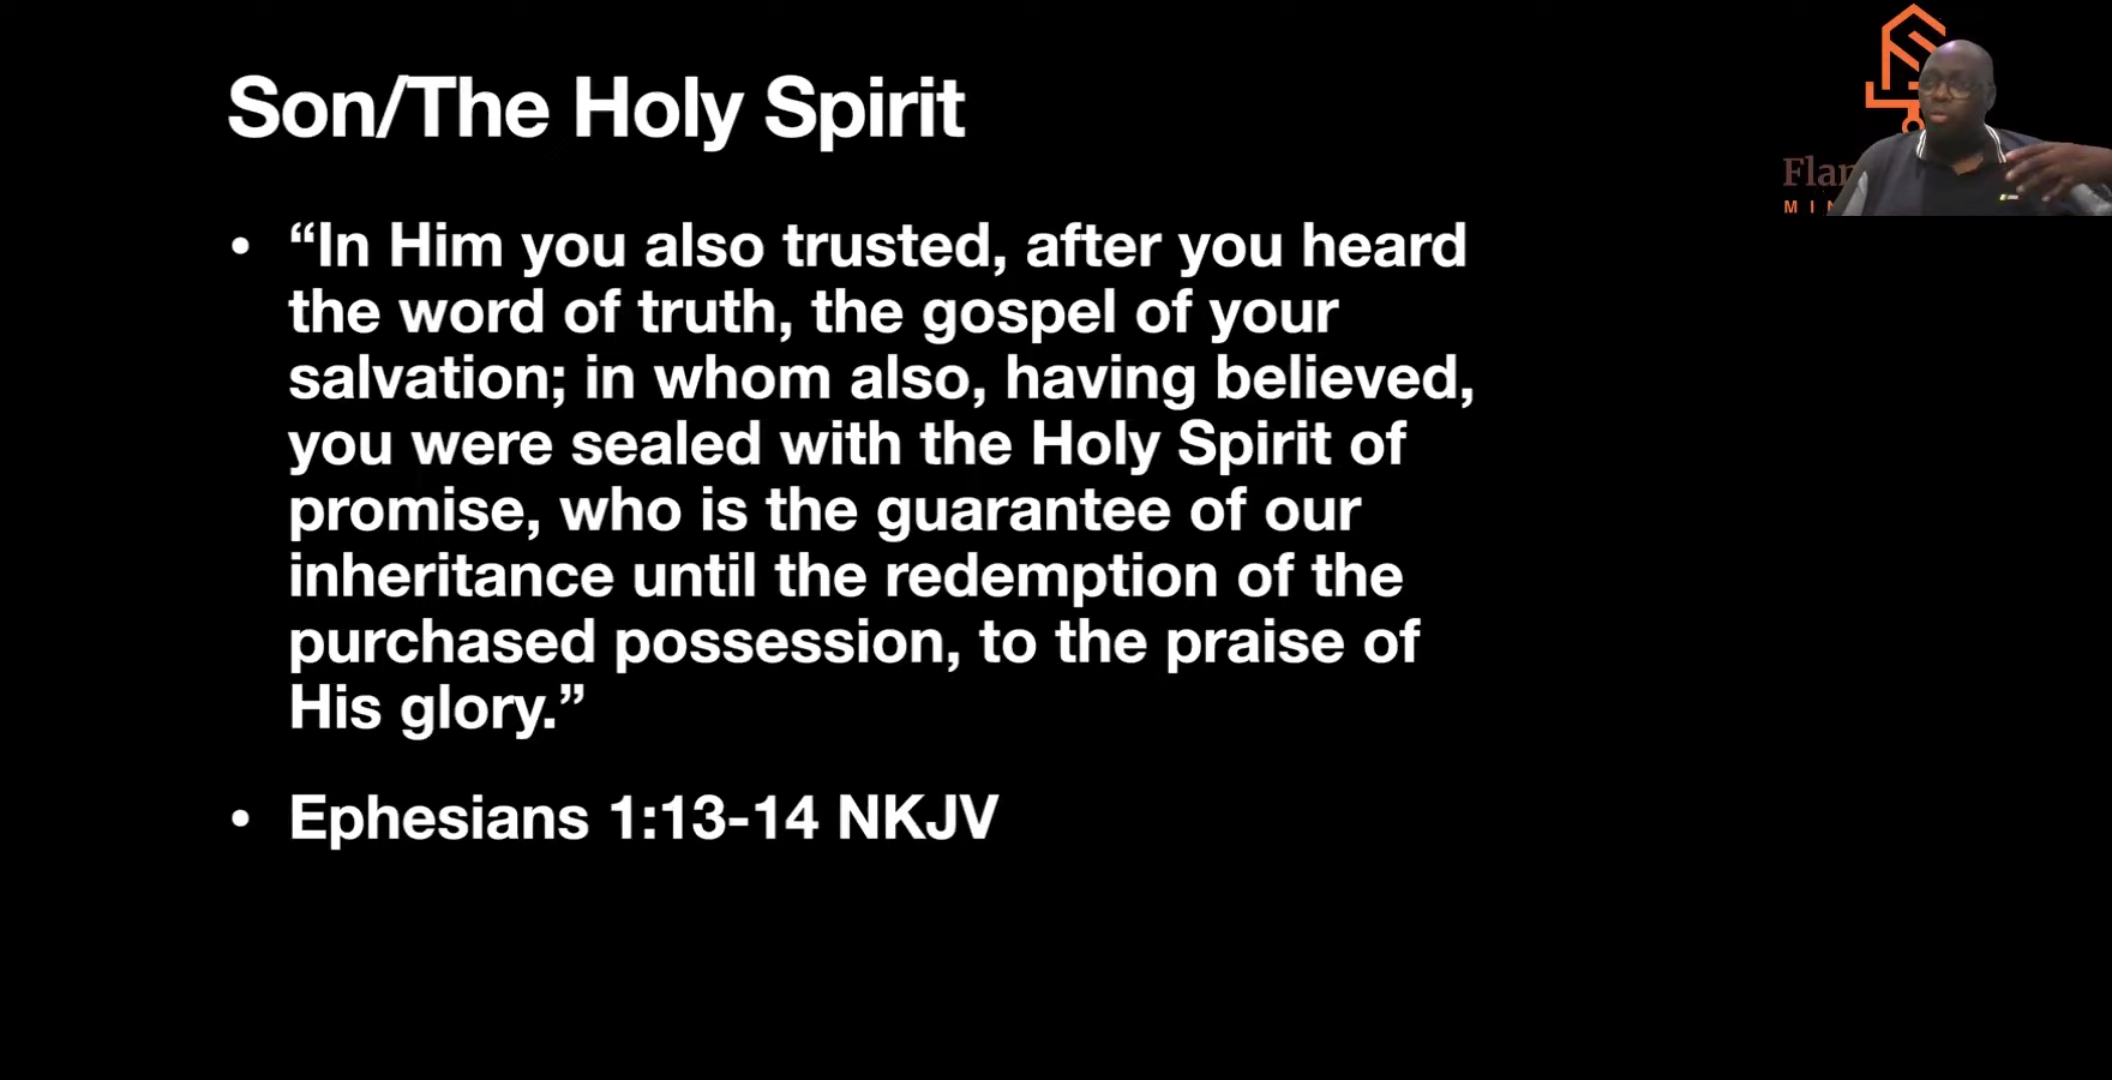 Son/The Holy Spirit
• “In Him you also trusted, after you heard
the word of truth, the gospel of your
salvation; in whom also, having believed,
you were sealed with the Holy Spirit of
promise, who is the guarantee of our
inheritance until the redemption of the
purchased possession, to the praise of
His glory.”
• Ephesians 1:13-14 NKJV